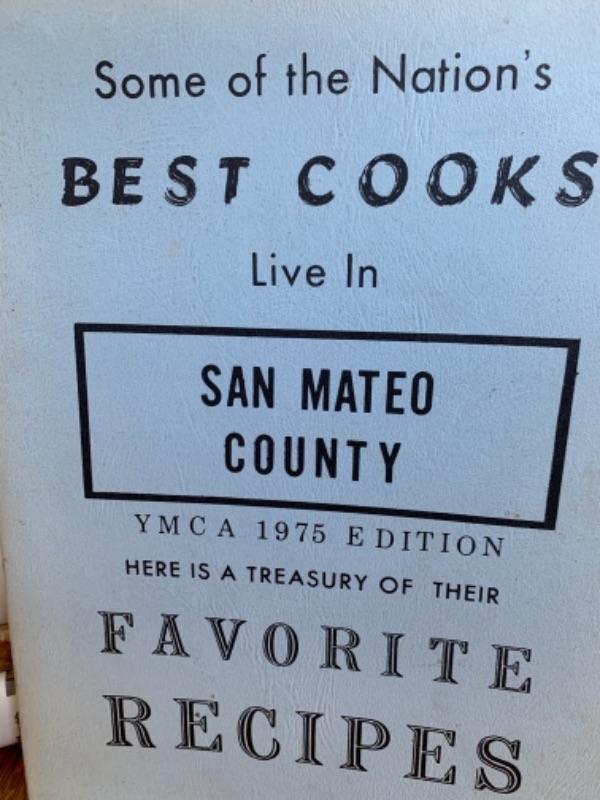 Some of the Nation's
BEST COOKS
Live In
SAN MATEO
COUNTY
YMCA 1975 EDITION
HERE IS A TREASURY OF THEIR
FAVORITE
RECIPES